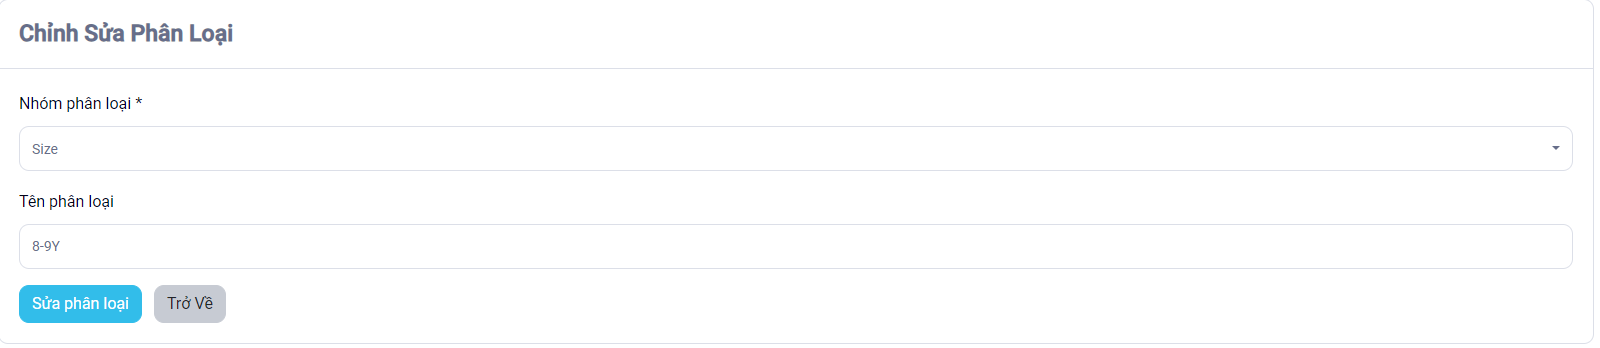 Chỉnh Sửa Phân Loại
Nhóm phân loại *
Size
Tên phân loại
8-9Y
Sửa phân loại
Trở Về